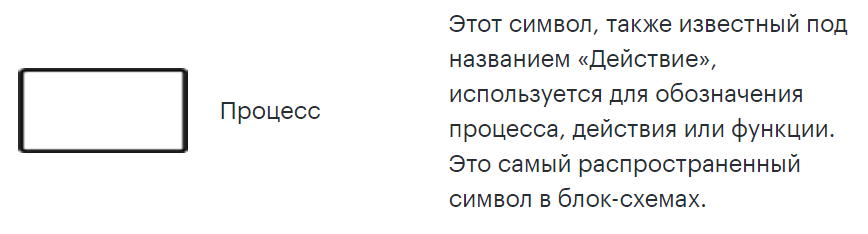 Процесс
Этот символ, также известный под
названием «Действие»,
используется для обозначения
процесса, действия или функции.
Это самый распространенный
символ в блок-схемах.